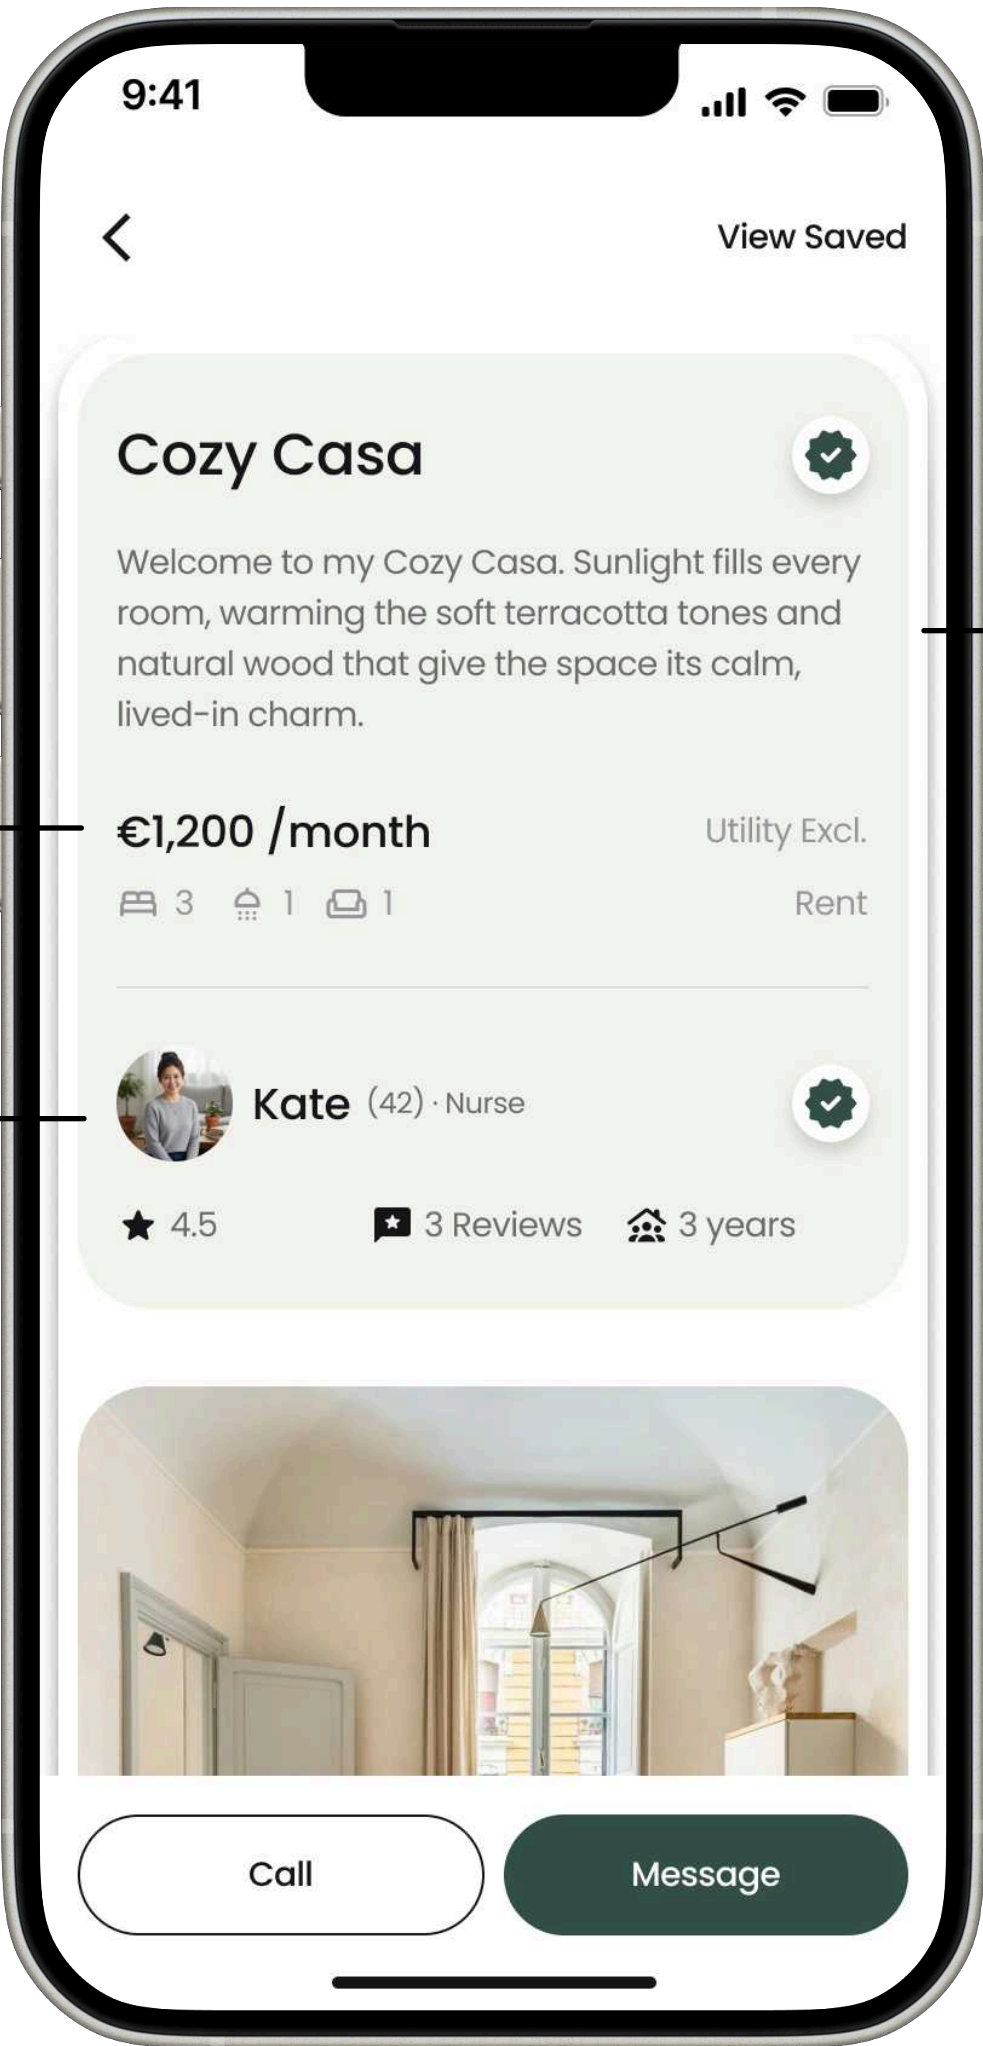 9:41
View Saved
Cozy Casa
Welcome to my Cozy Casa. Sunlight fills every
room, warming the soft terracotta tones and
natural wood that give the space its calm,
lived-in charm.
€1,200 /month
Utility Excl.
3 1 1
Rent
Kate (42) · Nurse
4.5
3 Reviews
3 years
Call
Message